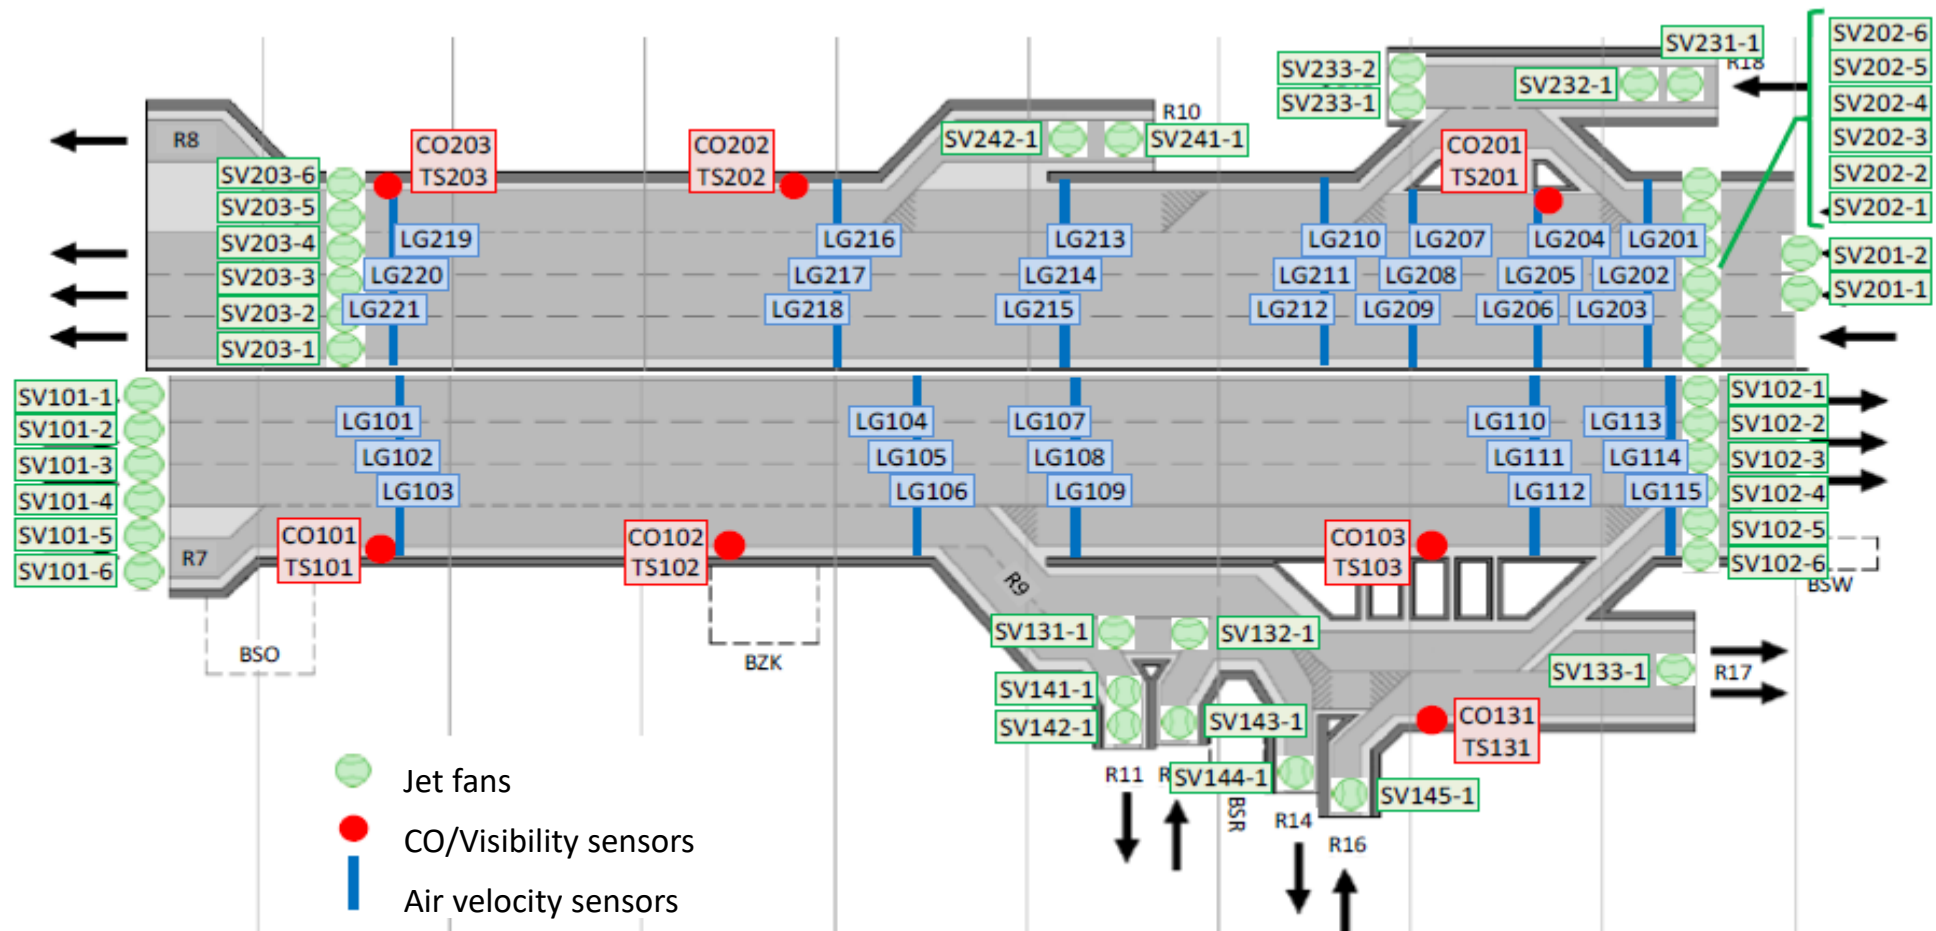 SV231-1
R18
SV202-6
SV202-5
SV202-4
SV202-3
SV202-2
SV202-1
SV201-2
SV201-1
SV233-2
SV233-1
SV232-1
R10
SV242-1
SV241-1
R8
CO203
TS203
CO202
TS202
CO201
TS201
SV203-6
SV203-5
SV203-4
SV203-3
SV203-2
SV203-1
LG219
LG220
LG221
LG216
LG217
LG218
LG213
LG214
LG215
LG210
LG211
LG212
LG207
LG208
LG209
LG204
LG205
LG206
LG201
LG202
LG203
SV101-1
SV101-2
SV101-3
SV101-4
SV101-5
SV101-6
LG101
LG102
LG103
LG104
LG105
LG106
LG107
LG108
LG109
LG110
LG111
LG112
LG113
LG114
LG115
SV102-1
SV102-2
SV102-3
SV102-4
SV102-5
SV102-6
BSW
R7
CO101
TS101
CO102
TS102
CO103
TS103
R9
BSO
BZK
SV131-1
SV132-1
SV133-1
R17
SV141-1
SV142-1
SV143-1
CO131
TS131
R11
SV144-1
BSR
SV145-1
R14
R16
Jet fans
CO/Visibility sensors
Air velocity sensors